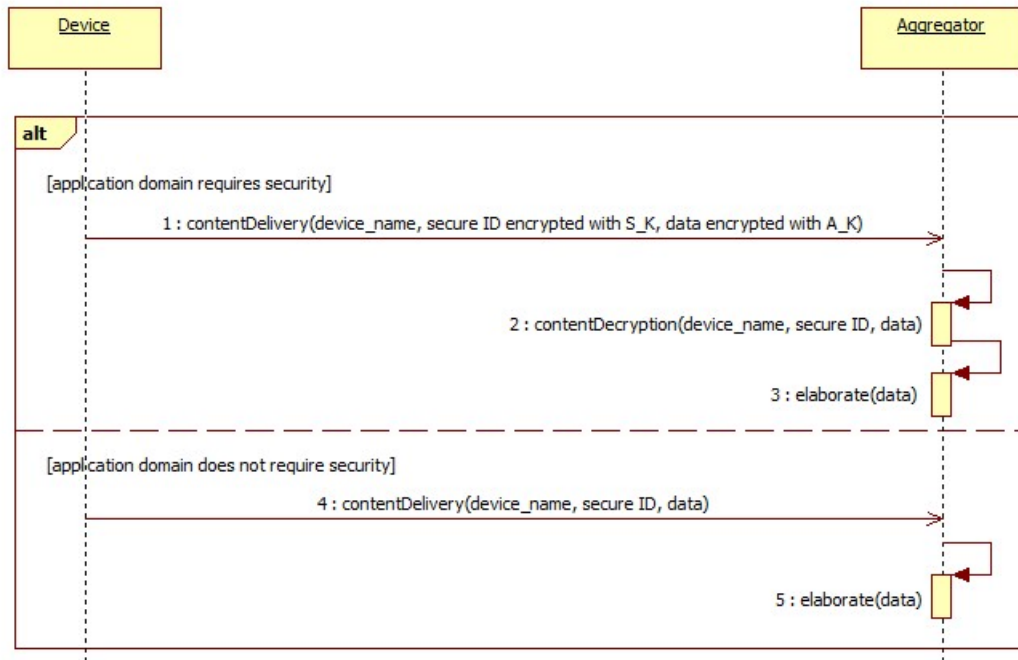 Device
Aggregator
alt
[application domain requires security]
1 : contentDelivery(device_name, secure ID encrypted with S_K, data encrypted with A_K)
2 : contentDecryption(device_name, secure ID, data)
3 : elaborate(data)
[application domain does not require security]
4 : contentDelivery(device_name, secure ID, data)
5 : elaborate(data)